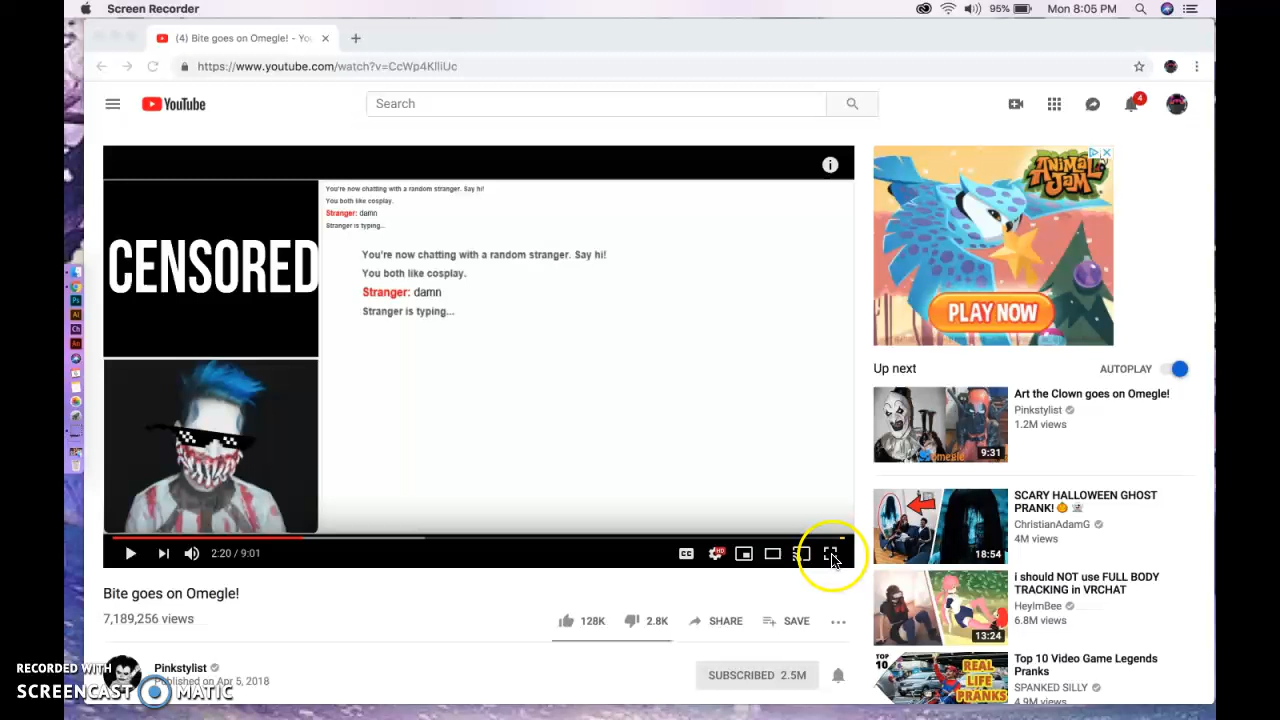 Screen Recorder
95%
Mon 8:05 PM
(4) Bite goes on Omegle! - Yo
https://www.youtube.com/watch?v=CcWp4KlliUc
YouTube
Search
4
CENSORED
You're now chatting with a random stranger. Say hi!
You both like cosplay.
Stranger: damn
Stranger is typing...
You're now chatting with a random stranger. Say hi!
You both like cosplay.
Stranger: damn
Stranger is typing...
2:20 / 9:01
CC
HD
Bite goes on Omegle!
7,189,256 views
128K
2.8K
SHARE
SAVE
Pinkstylist
Published on Apr 5, 2018
SUBSCRIBED 2.5M
ANIMAL JAM
PLAY NOW
Up next
AUTOPLAY
omegle
9:31
Art the Clown goes on Omegle!
Pinkstylist
1.2M views
18:54
SCARY HALLOWEEN GHOST
PRANK! 🎃 👻
ChristianAdamG
4M views
13:24
i should NOT use FULL BODY
TRACKING in VRCHAT
HeyImBee
6.8M views
TOP 10
REAL LIFE PRANKS
Top 10 Video Game Legends
Pranks
SPANKED SILLY
4.9M views
RECORDED WITH
SCREENCAST MATIC